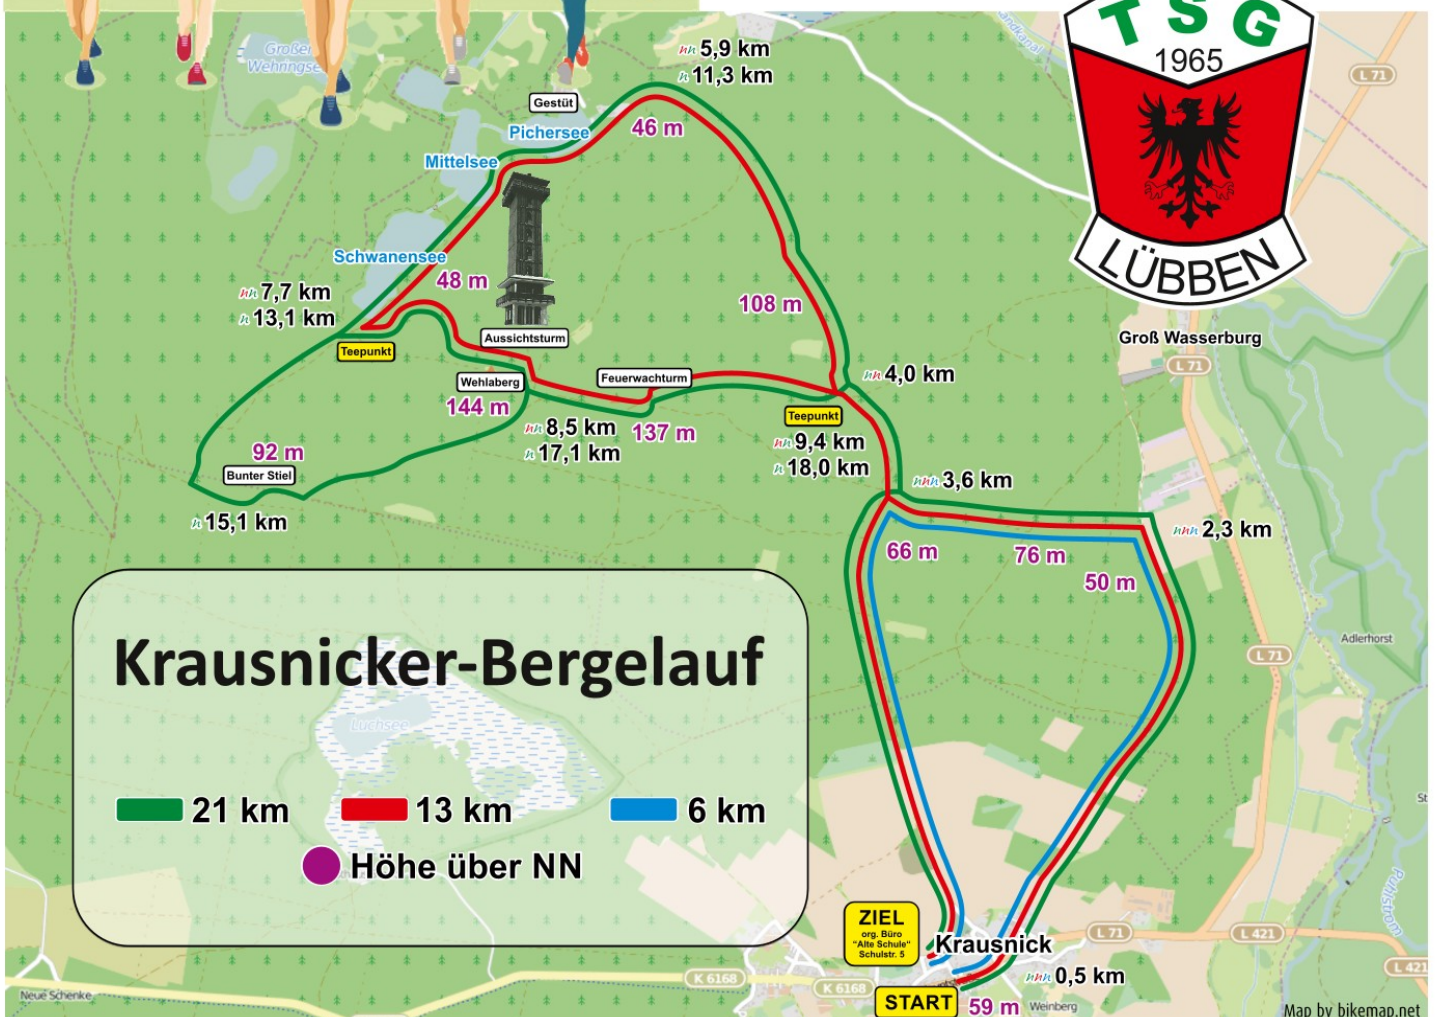 TSG
1965
LÜBBEN
5,9 km
11,3 km
Großer
Wehringse
L 71
Gestüt
46 m
Pichersee
Mittelsee
Schwanensee
48 m
7,7 km
13,1 km
108 m
Aussichtsturm
Groß Wasserburg
L 71
Teepunkt
Wehlaberg
Feuerwachturm
4,0 km
144 m
Teepunkt
8,5 km
17,1 km
137 m
9,4 km
18,0 km
92 m
Bunter Stiel
3,6 km
15,1 km
2,3 km
66 m
76 m
50 m
Adlerhorst
L 71
Krausnicker-Bergelauf
Luchsee
21 km
13 km
6 km
Höhe über NN
ZIEL
org. Büro
"Alte Schule"
Schulstr. 5
Krausnick
L 71
L 421
L 421
0,5 km
K 6168
K 6168
START
59 m
Weinberg
Neue Schenke
Map by bikemap.net